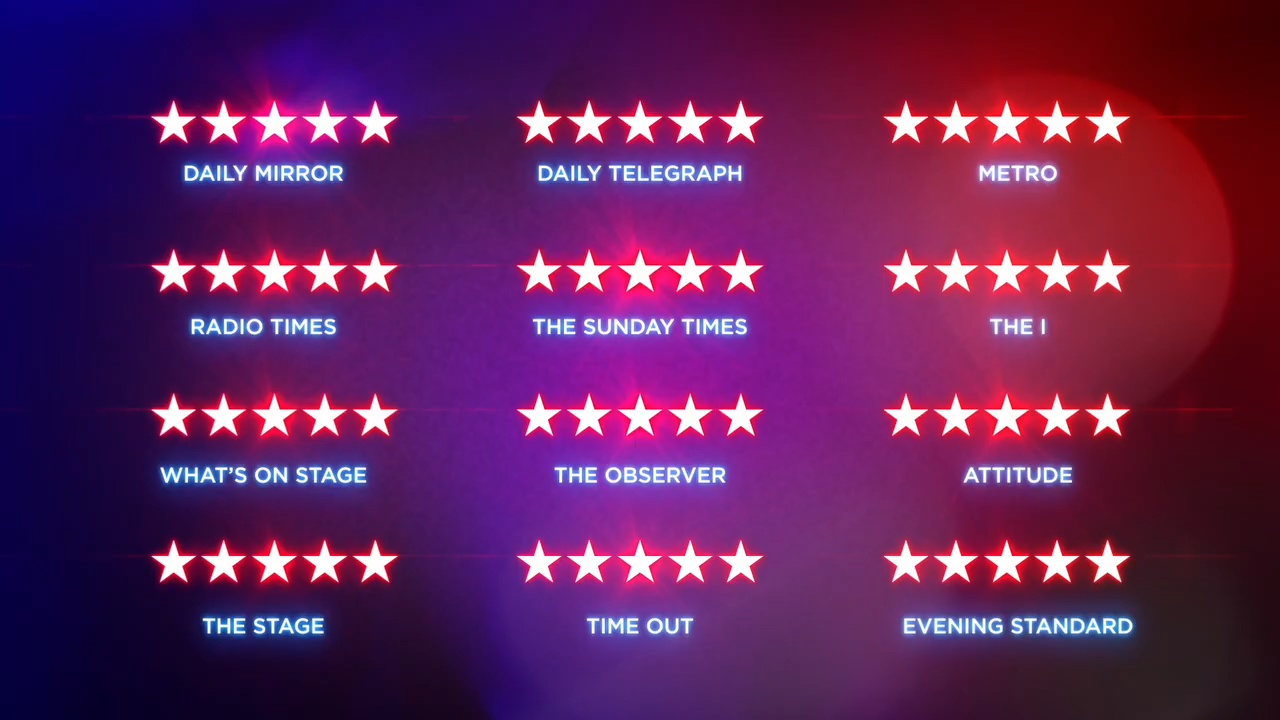 DAILY MIRROR
DAILY TELEGRAPH
METRO
RADIO TIMES
THE SUNDAY TIMES
THE I
WHAT'S ON STAGE
THE OBSERVER
ATTITUDE
THE STAGE
TIME OUT
EVENING STANDARD